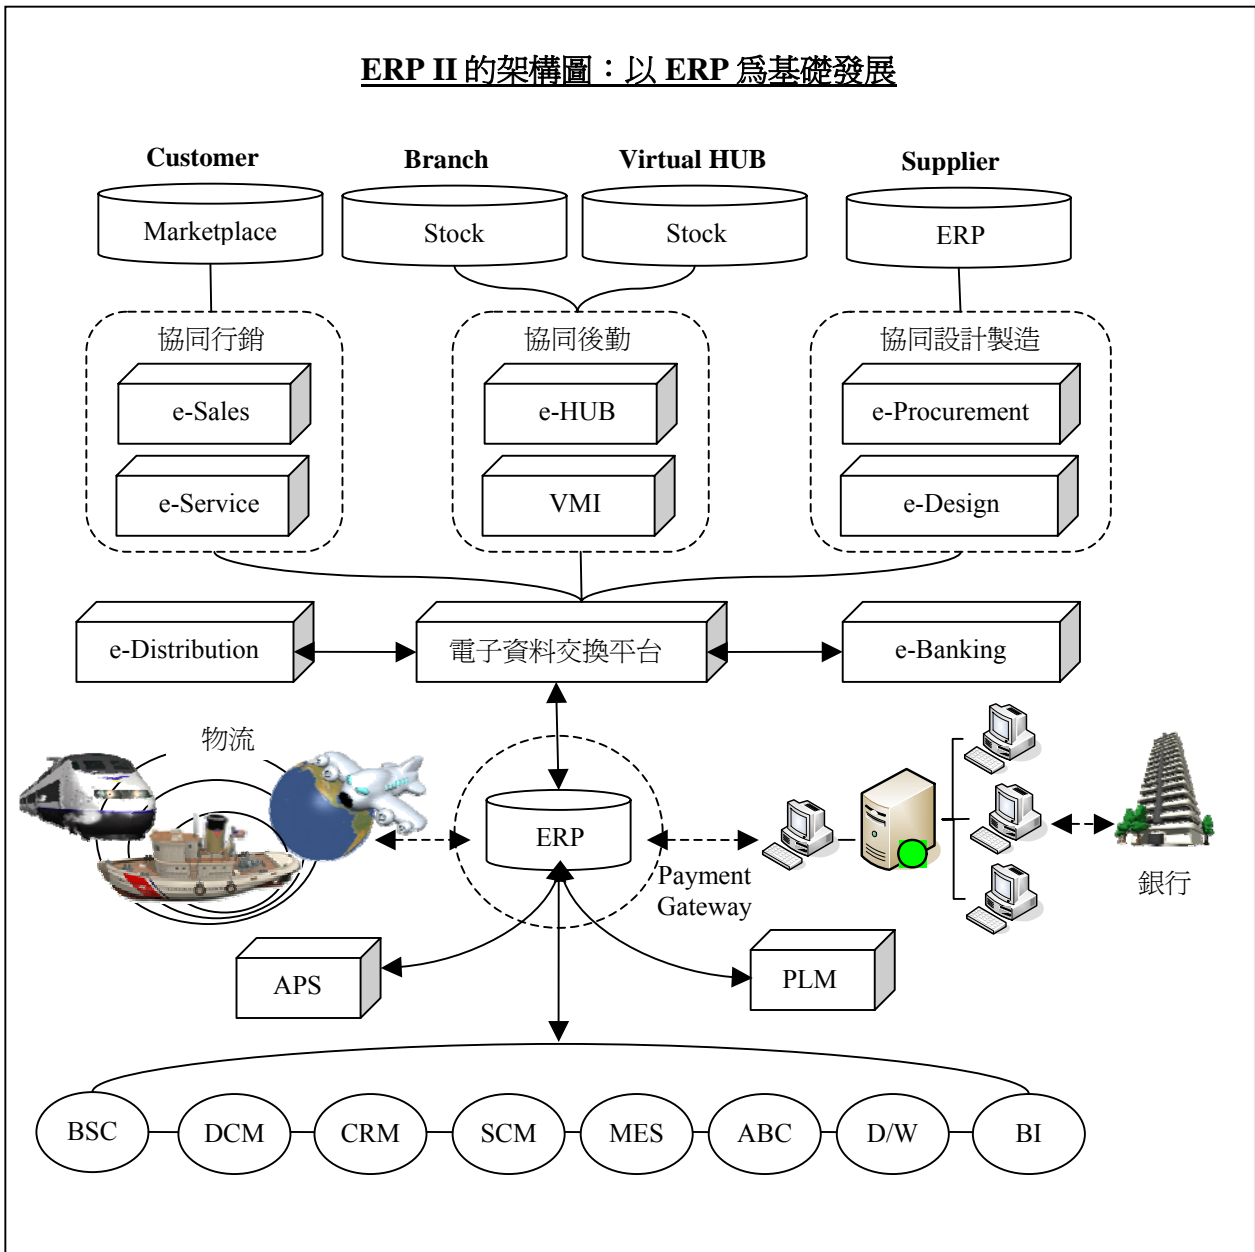 ERP II 的架構圖：以 ERP 爲基礎發展
Customer
Branch
Virtual HUB
Supplier
Marketplace
Stock
Stock
ERP
協同行銷
協同後勤
協同設計製造
e-Sales
e-HUB
e-Procurement
e-Service
VMI
e-Design
e-Distribution
電子資料交換平台
e-Banking
物流
ERP
Payment
Gateway
銀行
APS
PLM
BSC
DCM
CRM
SCM
MES
ABC
D/W
BI